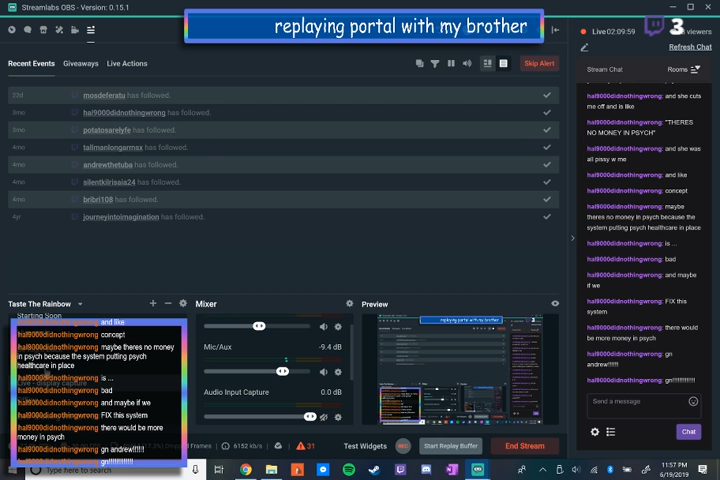 Streamlabs OBS - Version: 0.15.1
replaying portal with my brother
Live 02:09:59
3 viewers
Refresh Chat
Recent Events
Giveaways
Live Actions
Skip Alert
Stream Chat
Rooms
23d
mosdeferatu has followed.
3mo
hal9000didnothingwrong has followed.
3mo
potatosarelyfe has followed.
4mo
tallmanlongarmsx has followed.
4mo
andrewthetuba has followed.
4mo
silentkiirissia24 has followed.
4mo
bribri108 has followed.
4yr
journeyintoimagination has followed.
hal9000didnothingwrong: and she cuts
me off and is like
hal9000didnothingwrong: "THERES
NO MONEY IN PSYCH"
hal9000didnothingwrong: and she was
all pissy w me
hal9000didnothingwrong: and like
hal9000didnothingwrong: concept
hal9000didnothingwrong: maybe
theres no money in psych because the
system putting psych healthcare in place
hal9000didnothingwrong: is ...
hal9000didnothingwrong: bad
hal9000didnothingwrong: and maybe
if we
hal9000didnothingwrong: FIX this
system
hal9000didnothingwrong: there would
be more money in psych
hal9000didnothingwrong: gn
andrew!!!!!!
hal9000didnothingwrong: gn!!!!!!!!!!!!
Send a message
Chat
Taste The Rainbow
Starting Soon
Live - display capture
hal9000didnothingwrong and like
hal9000didnothingwrong concept
hal9000didnothingwrong maybe theres no money
in psych because the system putting psych
healthcare in place
hal9000didnothingwrong is ...
hal9000didnothingwrong bad
hal9000didnothingwrong and maybe if we
hal9000didnothingwrong FIX this system
hal9000didnothingwrong there would be more
money in psych
hal9000didnothingwrong gn andrew!!!!!!
hal9000didnothingwrong gn!!!!!!!!!!!!
Mixer
Mic/Aux
-9.4 dB
Audio Input Capture
0.0 dB
Preview
replaying portal with my brother
Frames
6152 kb/s
31
Test Widgets
REC
Start Replay Buffer
End Stream
Type here to search
11:57 PM
6/19/2019